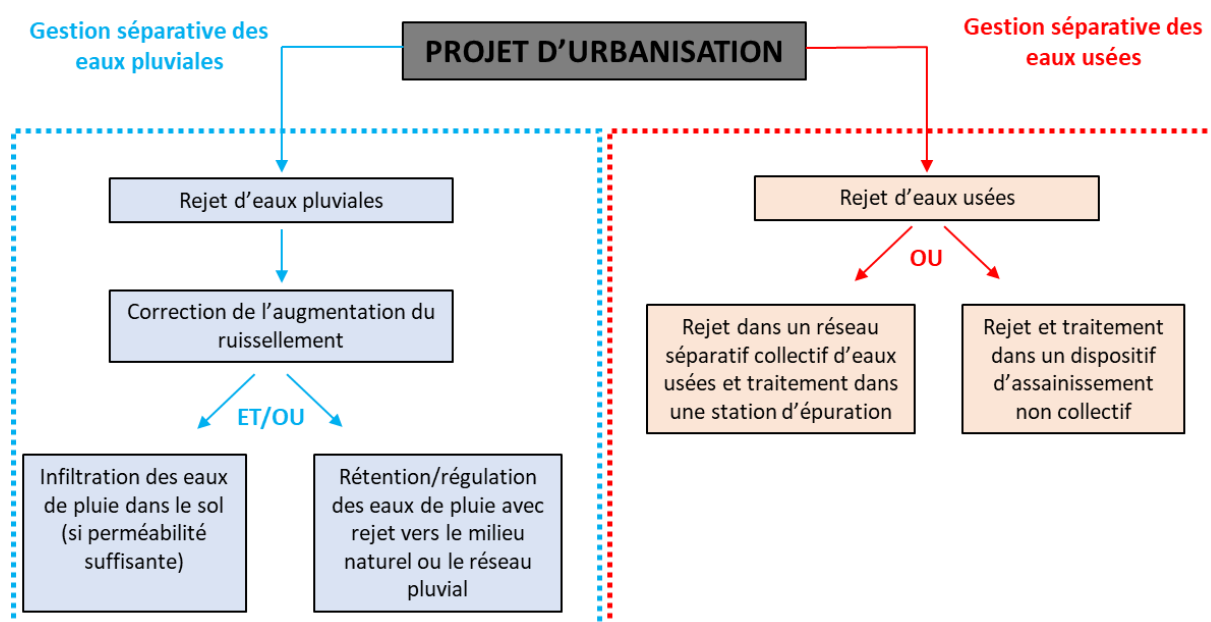 Gestion séparative des
eaux pluviales
PROJET D’URBANISATION
Gestion séparative des
eaux usées
Rejet d’eaux pluviales
Correction de l’augmentation du
ruissellement
ET/OU
Infiltration des eaux
de pluie dans le sol
(si perméabilité
suffisante)
Rétention/régulation
des eaux de pluie avec
rejet vers le milieu
naturel ou le réseau
pluvial
Rejet d’eaux usées
OU
Rejet dans un réseau
séparatif collectif d’eaux
usées et traitement dans
une station d’épuration
Rejet et traitement
dans un dispositif
d’assainissement
non collectif